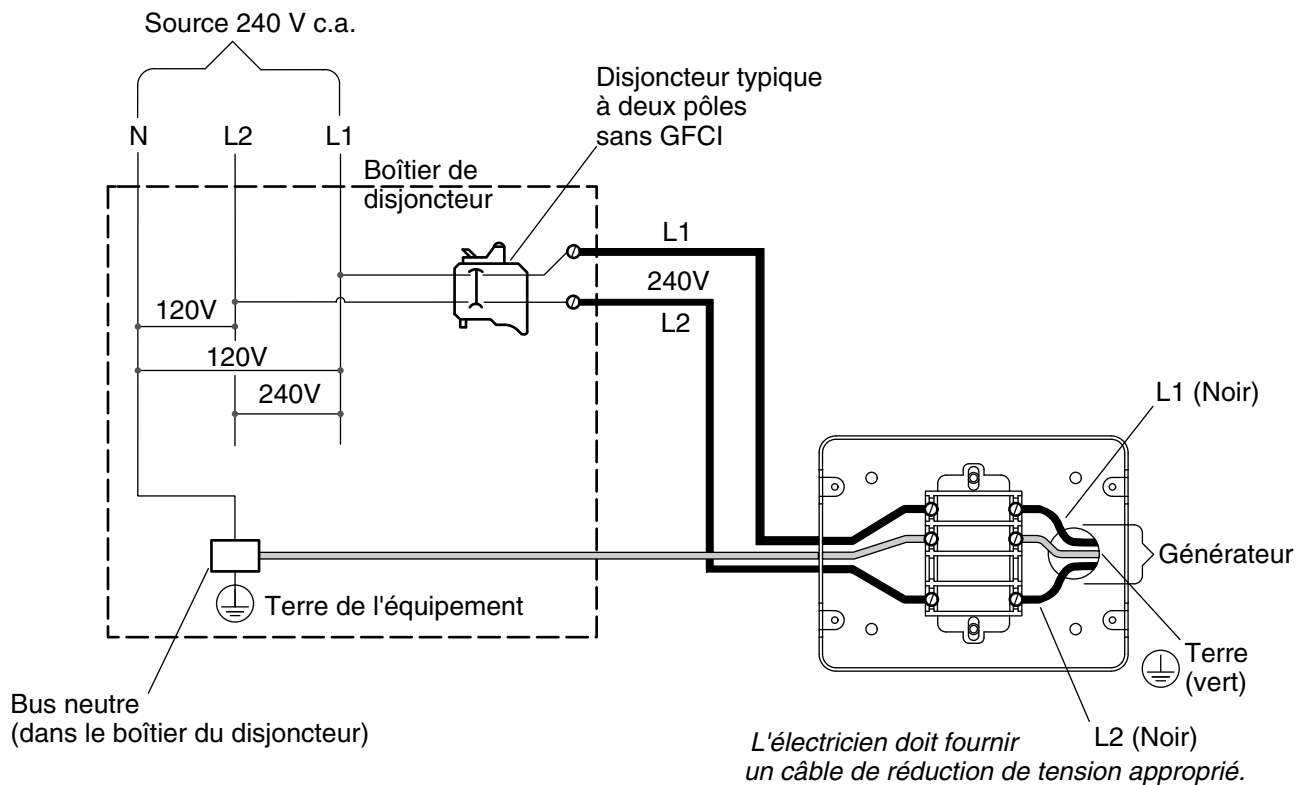 Source 240 V c.a.
N
L2
L1
Disjoncteur typique
à deux pôles
sans GFCI
Boîtier de
disjoncteur
L1
240V
L2
120V
120V
240V
L1 (Noir)
Générateur
Terre de l'équipement
Terre
(vert)
Bus neutre
(dans le boîtier du disjoncteur)
L2 (Noir)
L'électricien doit fournir
un câble de réduction de tension approprié.